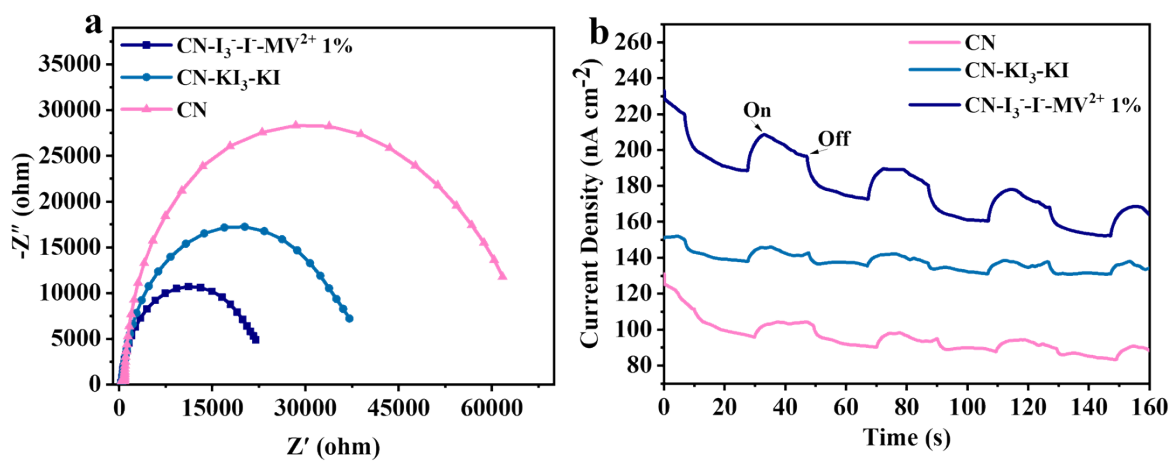 a
CN-I₃⁻-I⁻-MV²⁺ 1%
CN-KI₃-KI
CN
-Z″ (ohm)
35000
30000
25000
20000
15000
10000
5000
0
0 15000 30000 45000 60000
Z′ (ohm)
b
CN
CN-KI₃-KI
CN-I₃⁻-I⁻-MV²⁺ 1%
On
Off
Current Density (nA cm⁻²)
260
240
220
200
180
160
140
120
100
80
0 20 40 60 80 100 120 140 160
Time (s)